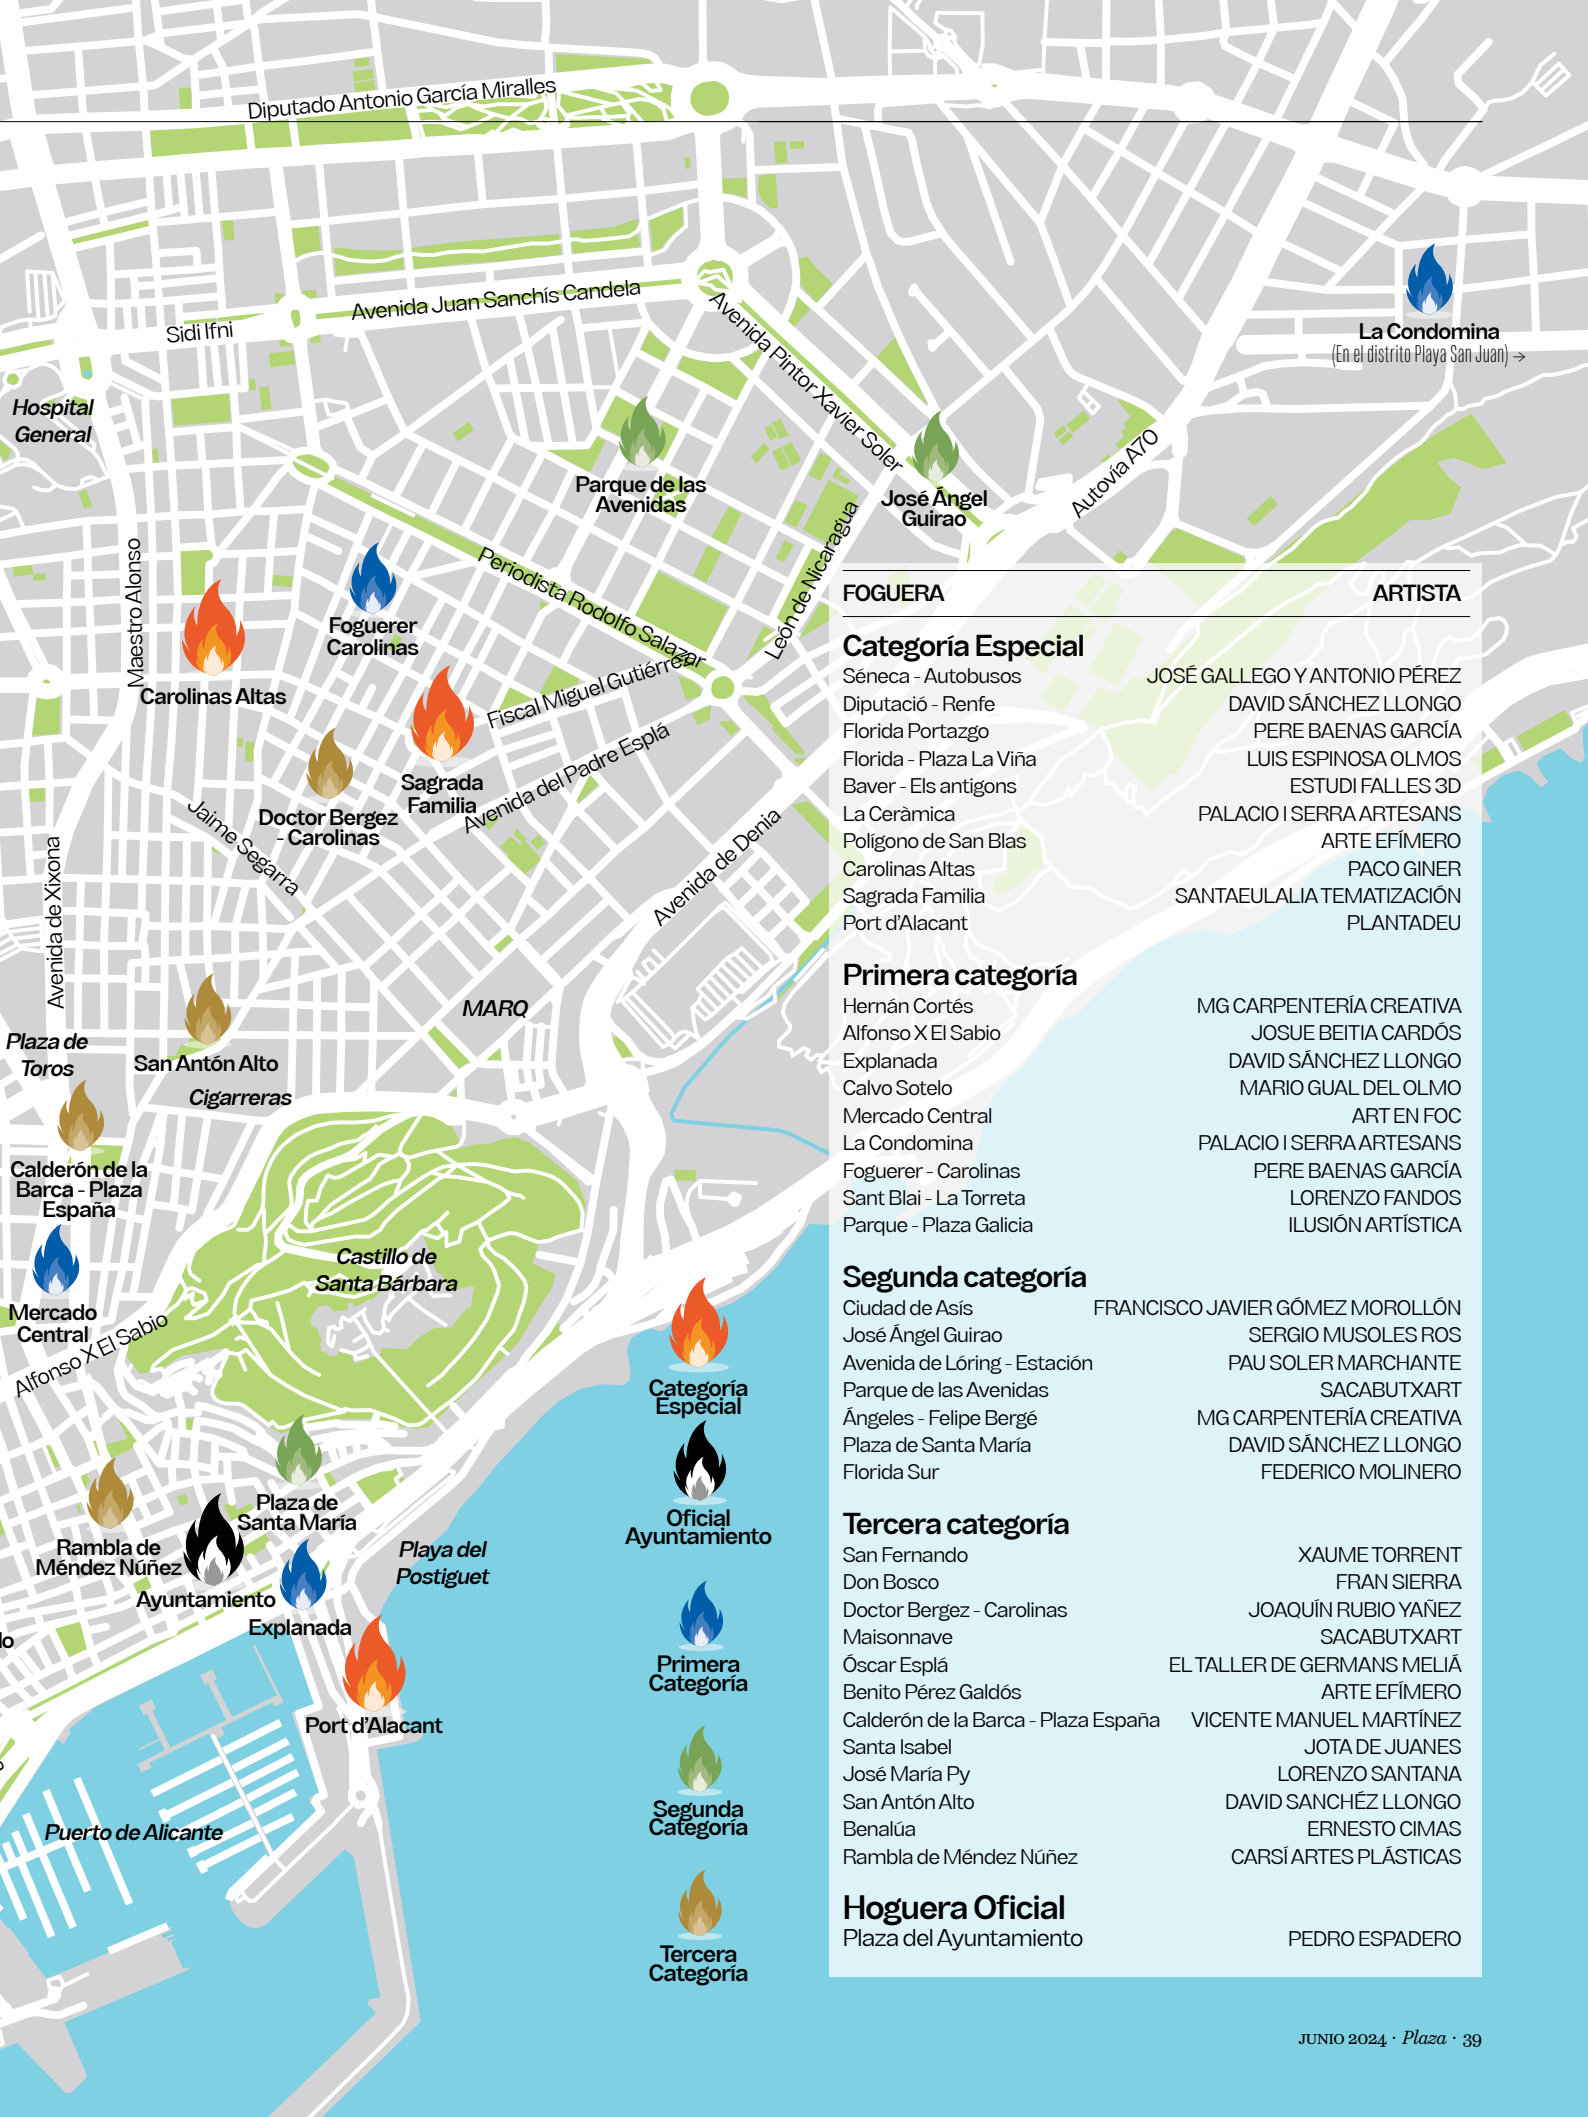 Diputado Antonio García Miralles
Avenida Juan Sanchís Candela
Sidi Ifni
Avenida Pintor Xavier Soler
La Condomina
(En el distrito Playa San Juan) →
Hospital
General
Parque de las
Avenidas
José Ángel
Guirao
Autovía A70
León de Nicaragua
Maestro Alonso
Periodista Rodolfo Salazar
Foguerer
Carolinas
Carolinas Altas
Fiscal Miguel Gutiérrez
Sagrada
Familia
Avenida del Padre Esplá
Doctor Bergez
- Carolinas
Jaime Segarra
Avenida de Denia
Avenida de Xixona
MARQ
Plaza de
Toros
San Antón Alto
Cigarreras
Calderón de la
Barca - Plaza
España
Castillo de
Santa Bárbara
Mercado
Central
Alfonso X El Sabio
Plaza de
Santa María
Rambla de
Méndez Núñez
Ayuntamiento
Explanada
Playa del
Postiguet
lo
Port d'Alacant
Puerto de Alicante
Categoría
Especial
Oficial
Ayuntamiento
Primera
Categoría
Segunda
Categoría
Tercera
Categoría
FOGUERA ARTISTA
Categoría Especial
Séneca - Autobusos JOSÉ GALLEGO Y ANTONIO PÉREZ
Diputació - Renfe DAVID SÁNCHEZ LLONGO
Florida Portazgo PERE BAENAS GARCÍA
Florida - Plaza La Viña LUIS ESPINOSA OLMOS
Baver - Els antigons ESTUDI FALLES 3D
La Ceràmica PALACIO I SERRA ARTESANS
Polígono de San Blas ARTE EFÍMERO
Carolinas Altas PACO GINER
Sagrada Familia SANTAEULALIA TEMATIZACIÓN
Port d'Alacant PLANTADEU
Primera categoría
Hernán Cortés MG CARPENTERÍA CREATIVA
Alfonso X El Sabio JOSUE BEITIA CARDÓS
Explanada DAVID SÁNCHEZ LLONGO
Calvo Sotelo MARIO GUAL DEL OLMO
Mercado Central ART EN FOC
La Condomina PALACIO I SERRA ARTESANS
Foguerer - Carolinas PERE BAENAS GARCÍA
Sant Blai - La Torreta LORENZO FANDOS
Parque - Plaza Galicia ILUSIÓN ARTÍSTICA
Segunda categoría
Ciudad de Asís FRANCISCO JAVIER GÓMEZ MOROLLÓN
José Ángel Guirao SERGIO MUSOLES ROS
Avenida de Lóring - Estación PAU SOLER MARCHANTE
Parque de las Avenidas SACABUTXART
Ángeles - Felipe Bergé MG CARPENTERÍA CREATIVA
Plaza de Santa María DAVID SÁNCHEZ LLONGO
Florida Sur FEDERICO MOLINERO
Tercera categoría
San Fernando XAUME TORRENT
Don Bosco FRAN SIERRA
Doctor Bergez - Carolinas JOAQUÍN RUBIO YAÑEZ
Maisonnave SACABUTXART
Óscar Esplá EL TALLER DE GERMANS MELIÁ
Benito Pérez Galdós ARTE EFÍMERO
Calderón de la Barca - Plaza España VICENTE MANUEL MARTÍNEZ
Santa Isabel JOTA DE JUANES
José María Py LORENZO SANTANA
San Antón Alto DAVID SANCHÉZ LLONGO
Benalúa ERNESTO CIMAS
Rambla de Méndez Núñez CARSÍ ARTES PLÁSTICAS
Hoguera Oficial
Plaza del Ayuntamiento PEDRO ESPADERO
JUNIO 2024 · Plaza · 39